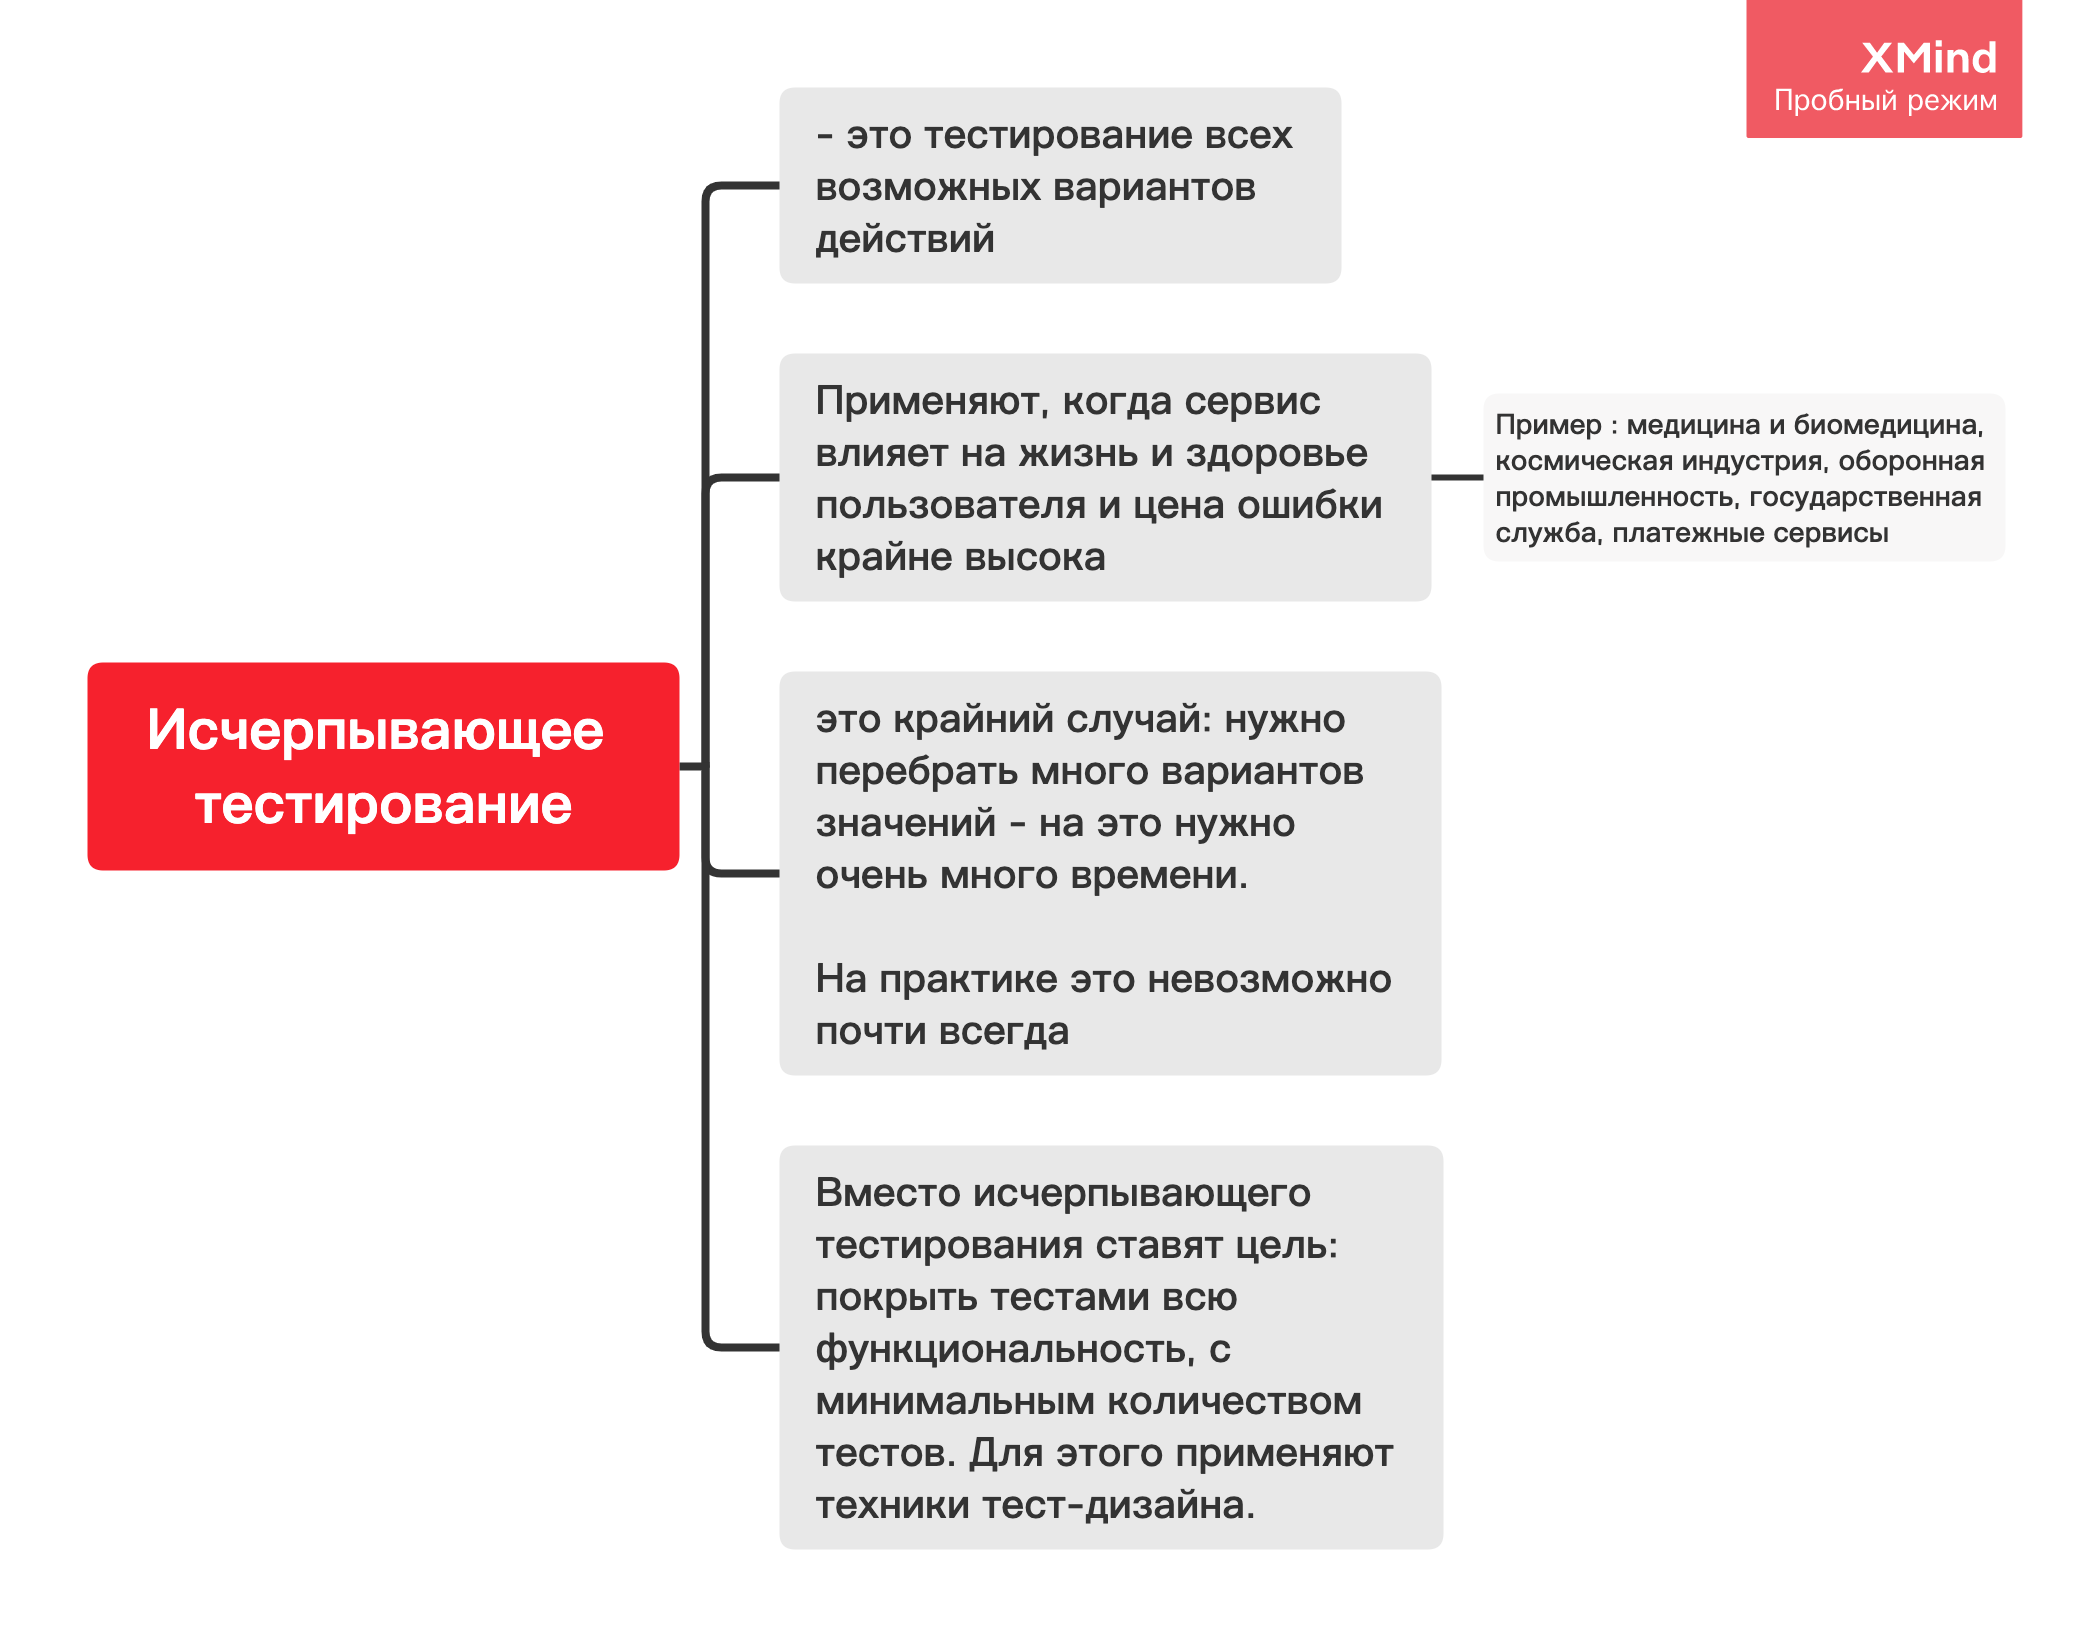 XMind
Пробный режим
- это тестирование всех
возможных вариантов
действий
Применяют, когда сервис
влияет на жизнь и здоровье
пользователя и цена ошибки
крайне высока
Пример : медицина и биомедицина,
космическая индустрия, оборонная
промышленность, государственная
служба, платежные сервисы
Исчерпывающее
тестирование
это крайний случай: нужно
перебрать много вариантов
значений - на это нужно
очень много времени.
На практике это невозможно
почти всегда
Вместо исчерпывающего
тестирования ставят цель:
покрыть тестами всю
функциональность, с
минимальным количеством
тестов. Для этого применяют
техники тест-дизайна.